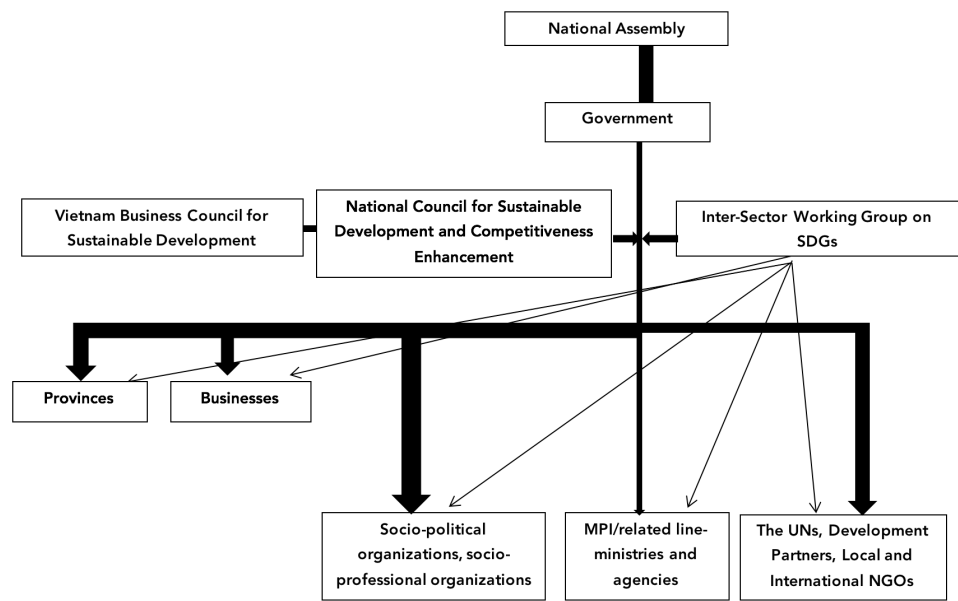 National Assembly
Government
Vietnam Business Council for
Sustainable Development
National Council for Sustainable
Development and Competitiveness
Enhancement
Inter-Sector Working Group on
SDGs
Provinces
Businesses
Socio-political
organizations, socio-
professional organizations
MPI/related line-
ministries and
agencies
The UNs, Development
Partners, Local and
International NGOs